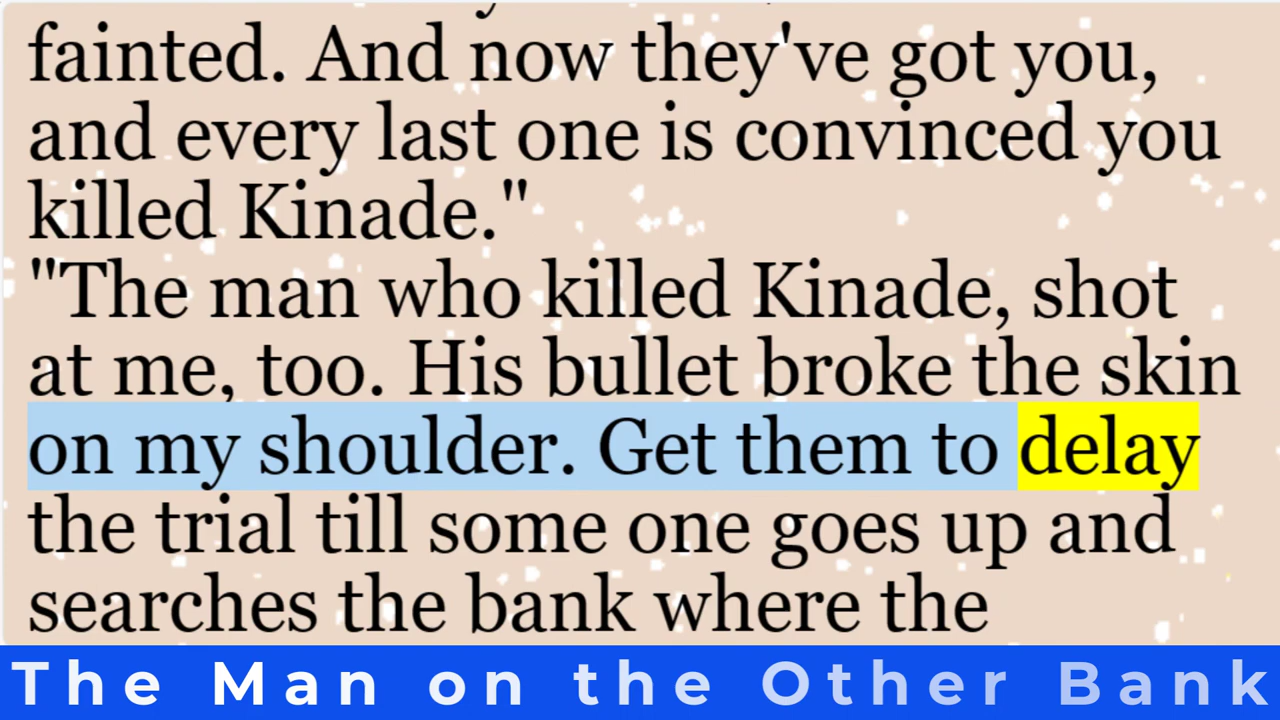 fainted. And now they've got you,
and every last one is convinced you
killed Kinade."
"The man who killed Kinade, shot
at me, too. His bullet broke the skin
on my shoulder. Get them to delay
the trial till some one goes up and
searches the bank where the
The Man on the Other Bank